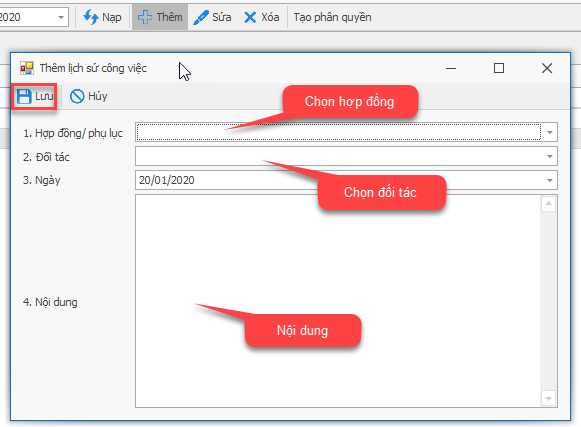 2020 Nạp Thêm Sửa Xóa Tạo phân quyền
Thêm lịch sử công việc
Lưu Hủy
Chọn hợp đồng
1. Hợp đồng/ phụ lục
2. Đối tác
3. Ngày 20/01/2020
Chọn đối tác
4. Nội dung
Nội dung